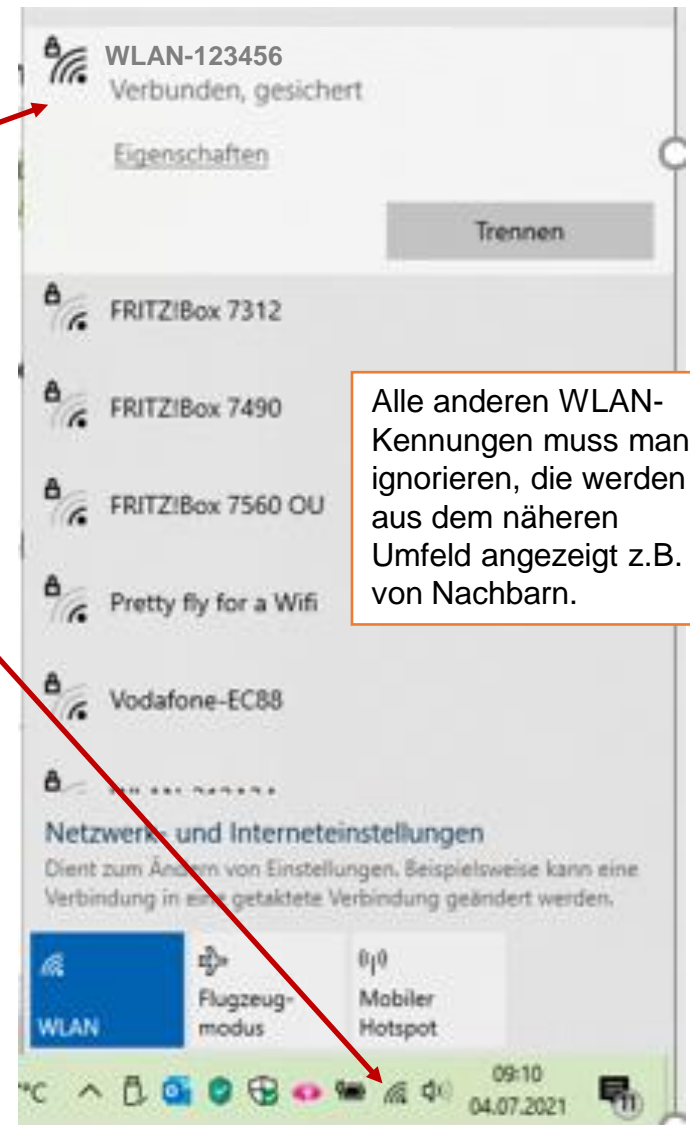 WLAN-123456
Verbunden, gesichert
Eigenschaften
Trennen
FRITZ!Box 7312
FRITZ!Box 7490
FRITZ!Box 7560 OU
Pretty fly for a Wifi
Vodafone-EC88
Alle anderen WLAN-
Kennungen muss man
ignorieren, die werden
aus dem näheren
Umfeld angezeigt z.B.
von Nachbarn.
Netzwerk- und Interneteinstellungen
Dient zum Ändern von Einstellungen. Beispielsweise kann eine
Verbindung in eine getaktete Verbindung geändert werden.
WLAN
Flugzeug-
modus
Mobiler
Hotspot
°C
09:10
04.07.2021
11